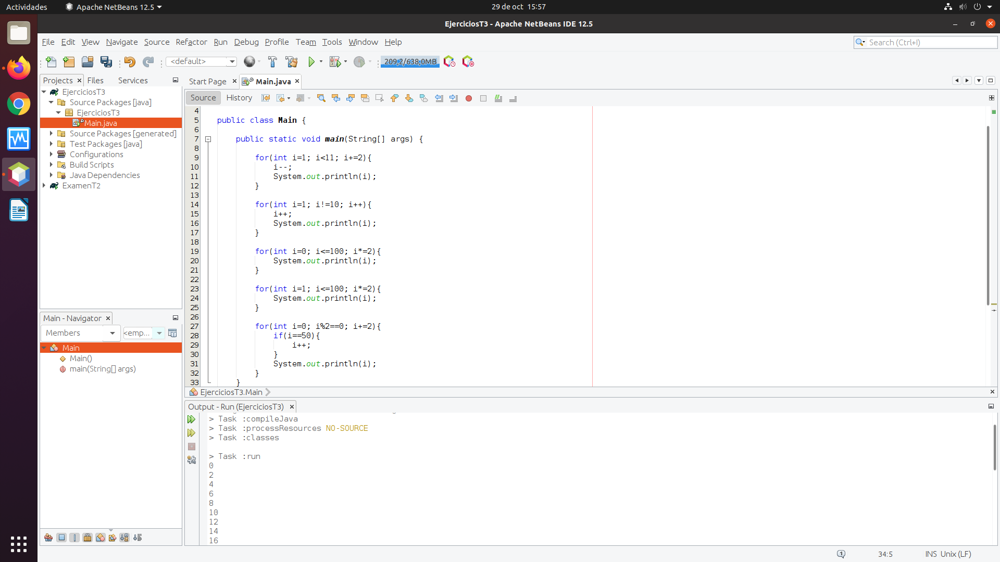 Actividades Apache NetBeans 12.5 29 de oct 15:57
EjerciciosT3 - Apache NetBeans IDE 12.5
File Edit View Navigate Source Refactor Run Debug Profile Team Tools Window Help Search (Ctrl+I)
<default> 209,2/638,0MB
Projects Files Services
EjerciciosT3
Source Packages [java]
EjerciciosT3
Main.java
Source Packages [generated]
Test Packages [java]
Configurations
Build Scripts
Java Dependencies
ExamenT2
Main - Navigator
Members <emp...
Main
Main()
main(String[] args)
Start Page Main.java
Source History
4
5 public class Main {
6
7 public static void main(String[] args) {
8
9 for(int i=1; i<11; i+=2){
10 i--;
11 System.out.println(i);
12 }
13
14 for(int i=1; i!=10; i++){
15 i++;
16 System.out.println(i);
17 }
18
19 for(int i=0; i<=100; i*=2){
20 System.out.println(i);
21 }
22
23 for(int i=1; i<=100; i*=2){
24 System.out.println(i);
25 }
26
27 for(int i=0; i%2==0; i+=2){
28 if(i==50){
29 i++;
30 }
31 System.out.println(i);
32 }
33 }
EjerciciosT3.Main
Output - Run (EjerciciosT3)
> Task :compileJava
> Task :processResources NO-SOURCE
> Task :classes
> Task :run
0
2
4
6
8
10
12
14
16
1 34:5 INS Unix (LF)